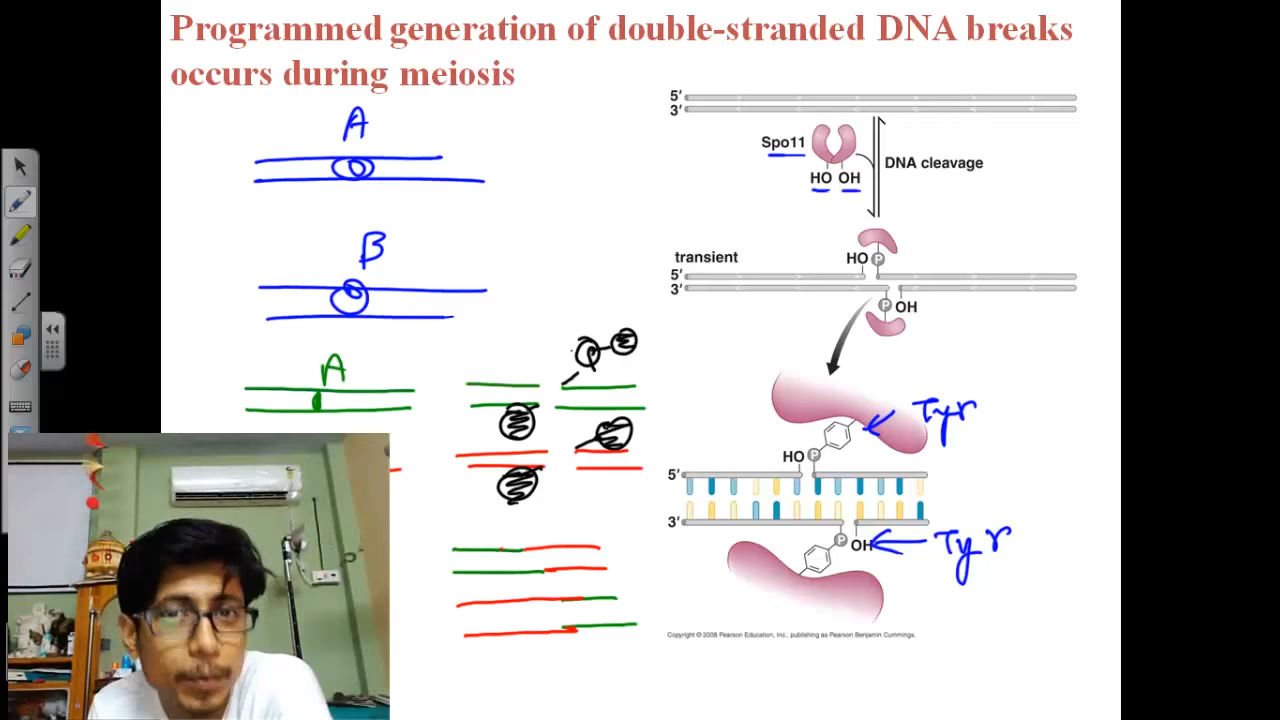 Programmed generation of double-stranded DNA breaks
occurs during meiosis
A
B
A
5'
3'
Spo11
HO OH
DNA cleavage
transient
HO P
5'
3'
P OH
Tyr
HO P
5'
3'
P OH
Tyr
Copyright © 2008 Pearson Education, Inc., publishing as Pearson Benjamin Cummings.